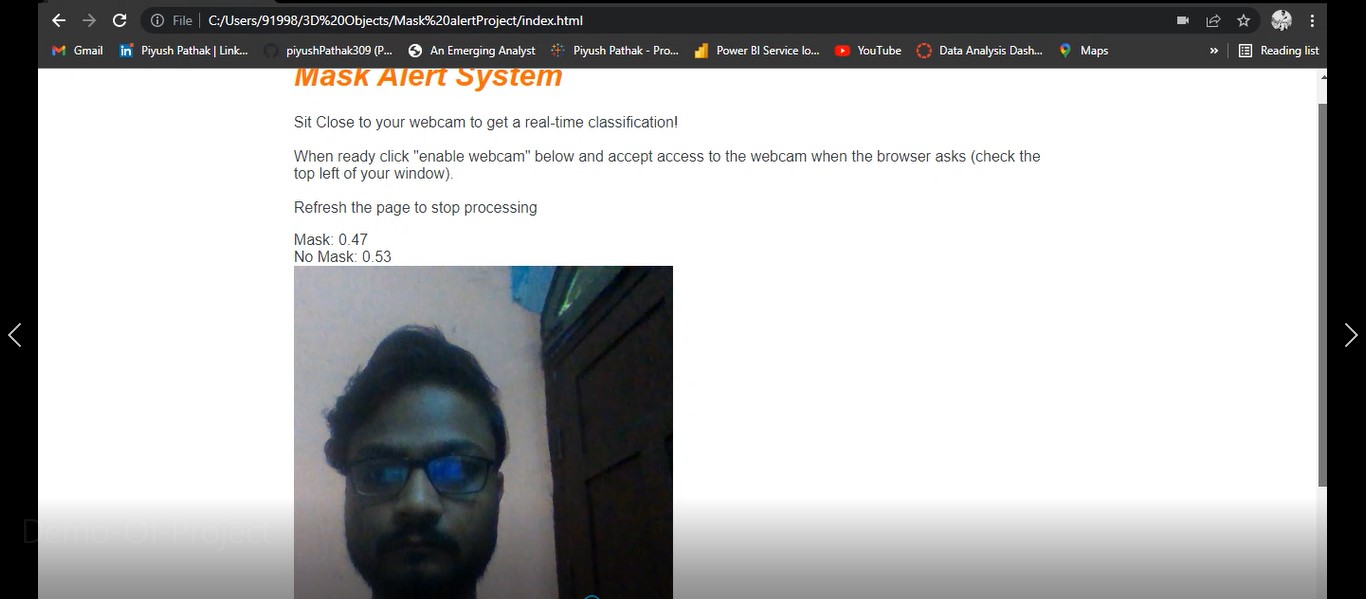 File C:/Users/91998/3D%20Objects/Mask%20alertProject/index.html
Gmail Piyush Pathak | Link... piyushPathak309 (P... An Emerging Analyst Piyush Pathak - Pro... Power BI Service lo... YouTube Data Analysis Dash... Maps » Reading list
Mask Alert System
Sit Close to your webcam to get a real-time classification!
When ready click "enable webcam" below and accept access to the webcam when the browser asks (check the
top left of your window).
Refresh the page to stop processing
Mask: 0.47
No Mask: 0.53
Demo-Of-Project